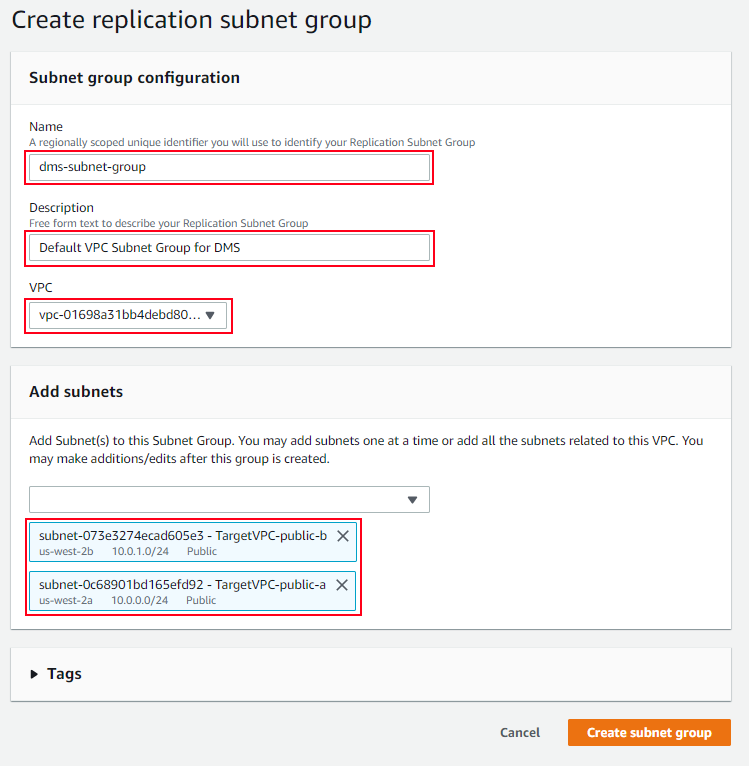 Create replication subnet group
Subnet group configuration
Name
A regionally scoped unique identifier you will use to identify your Replication Subnet Group
dms-subnet-group
Description
Free form text to describe your Replication Subnet Group
Default VPC Subnet Group for DMS
VPC
vpc-01698a31bb4debd80...
Add subnets
Add Subnet(s) to this Subnet Group. You may add subnets one at a time or add all the subnets related to this VPC. You
may make additions/edits after this group is created.
subnet-073e3274ecad605e3 - TargetVPC-public-b
us-west-2b 10.0.1.0/24 Public
subnet-0c68901bd165efd92 - TargetVPC-public-a
us-west-2a 10.0.0.0/24 Public
Tags
Cancel Create subnet group